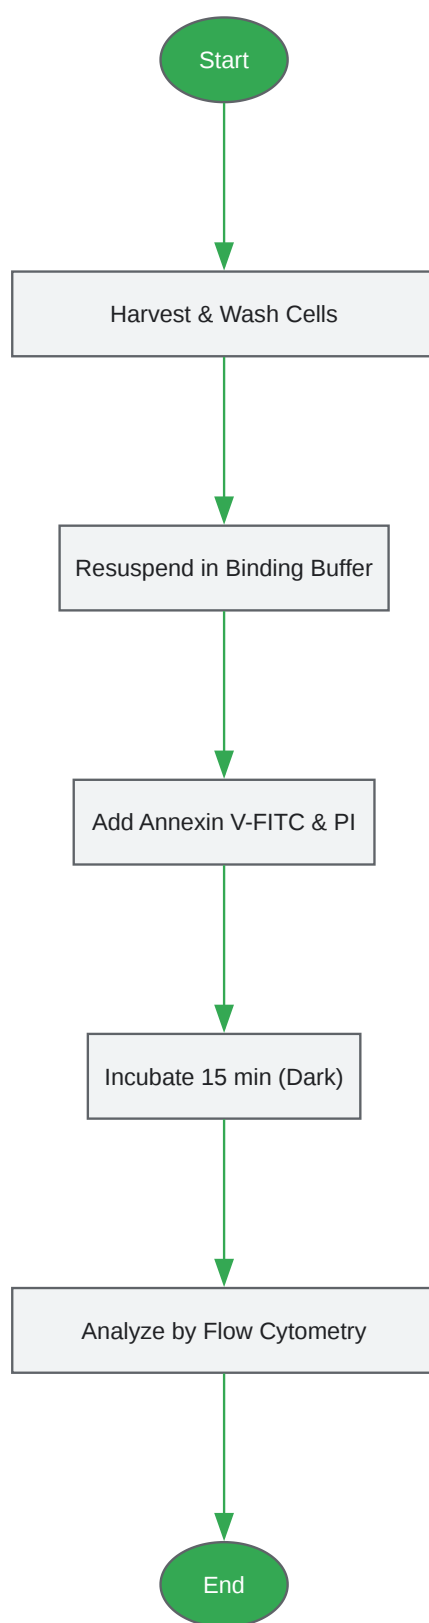 Start
Harvest & Wash Cells
Resuspend in Binding Buffer
Add Annexin V-FITC & PI
Incubate 15 min (Dark)
Analyze by Flow Cytometry
End